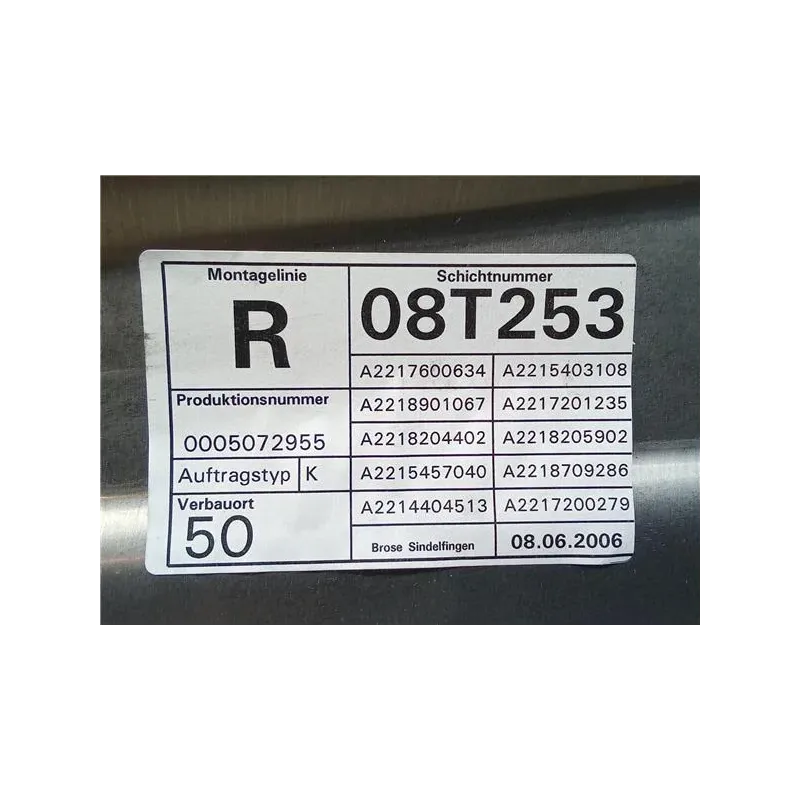 Montagelinie
R
Schichtnummer
08T253
A2217600634 A2215403108
Produktionsnummer
0005072955
A2218901067 A2217201235
A2218204402 A2218205902
Auftragstyp K
A2215457040 A2218709286
Verbauort
50
A2214404513 A2217200279
Brose Sindelfingen 08.06.2006